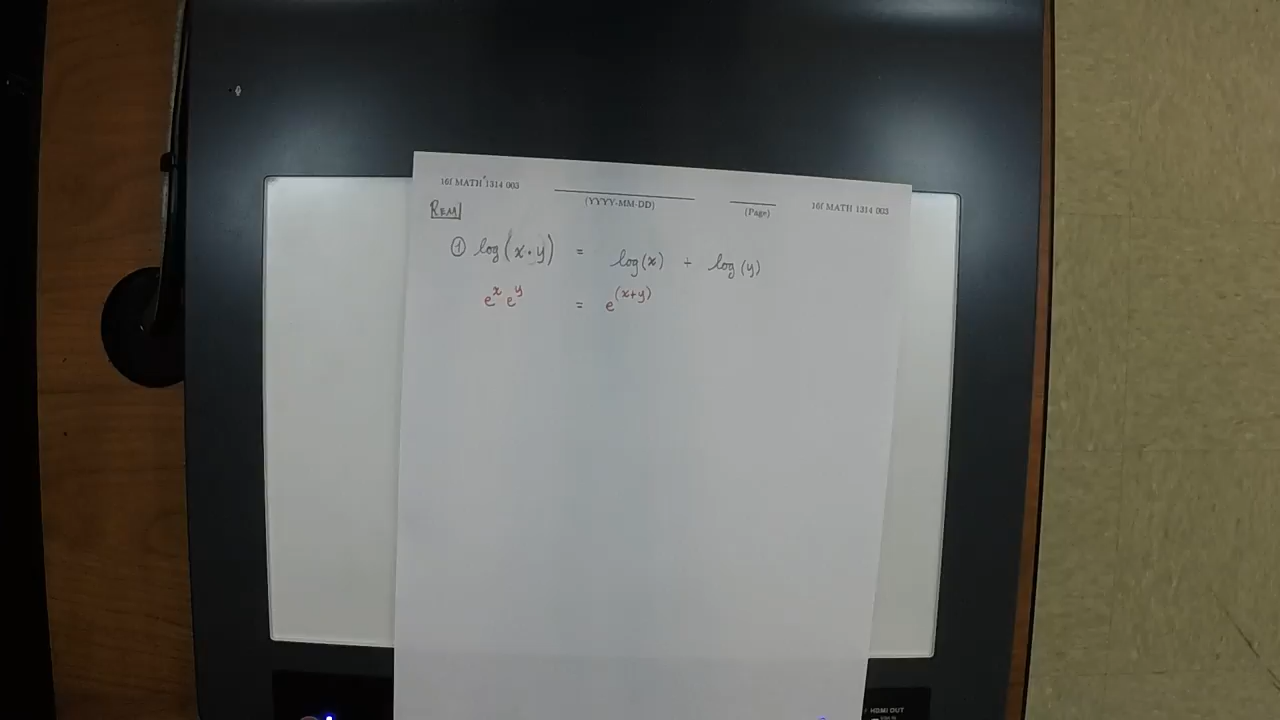 16f MATH 1314 003 (YYYY-MM-DD) (Page) 16f MATH 1314 003
REM
① log(x·y) = log(x) + log(y)
e^x e^y = e^(x+y)
HDMI OUT